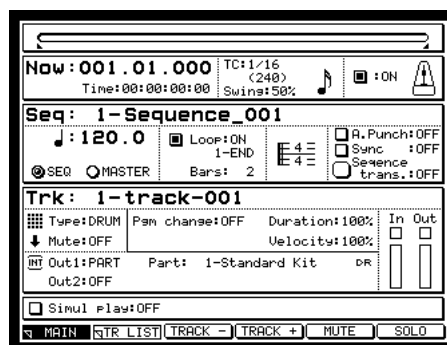 Now:001.01.000 TC:1/16 (240) Swing:50% :ON
Time:00:00:00:00
Seq: 1-Sequence_001
♩:120.0 Loop:ON 1-END Bars: 2 4 4 A.Punch:OFF
Sync :OFF
SEQ MASTER Seqence trans.:OFF
Trk: 1-track-001
Type:DRUM Pgm change:OFF Duration:100% In Out
Mute:OFF Velocity:100%
INT Out1:PART Part: 1-Standard Kit DR
Out2:OFF
Simul play:OFF
MAIN TR LIST TRACK - TRACK + MUTE SOLO